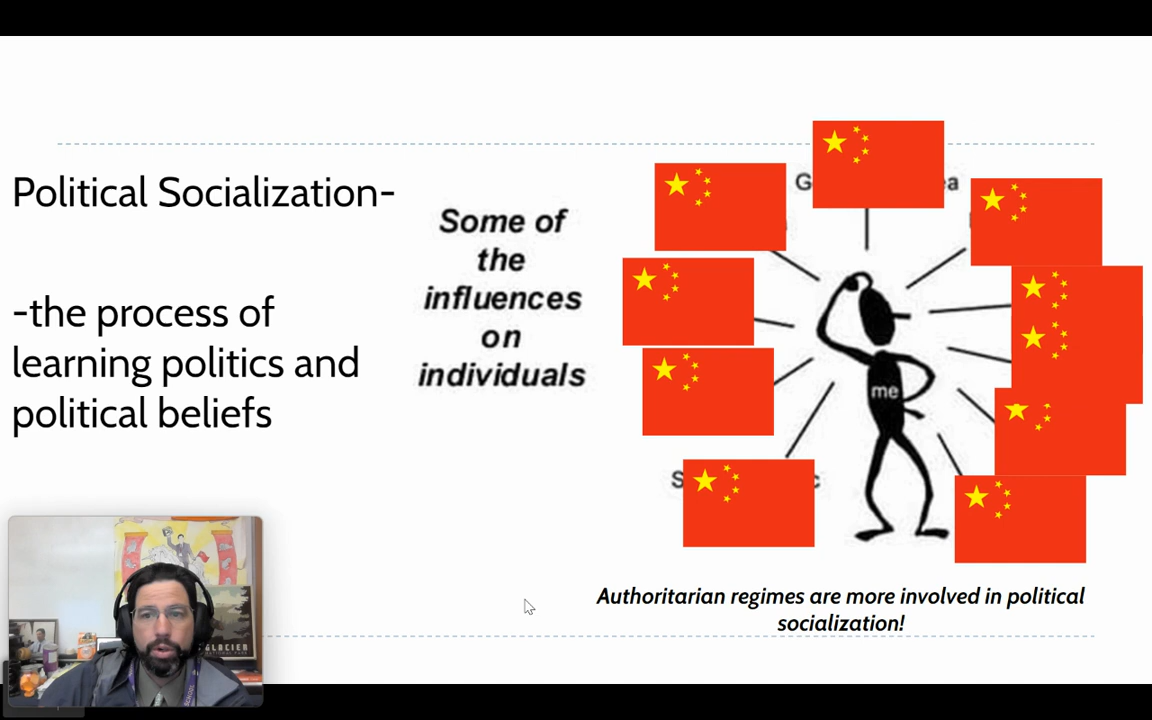 Political Socialization-
-the process of
learning politics and
political beliefs
Some of
the
influences
on
individuals
me
Authoritarian regimes are more involved in political
socialization!
GLACIER